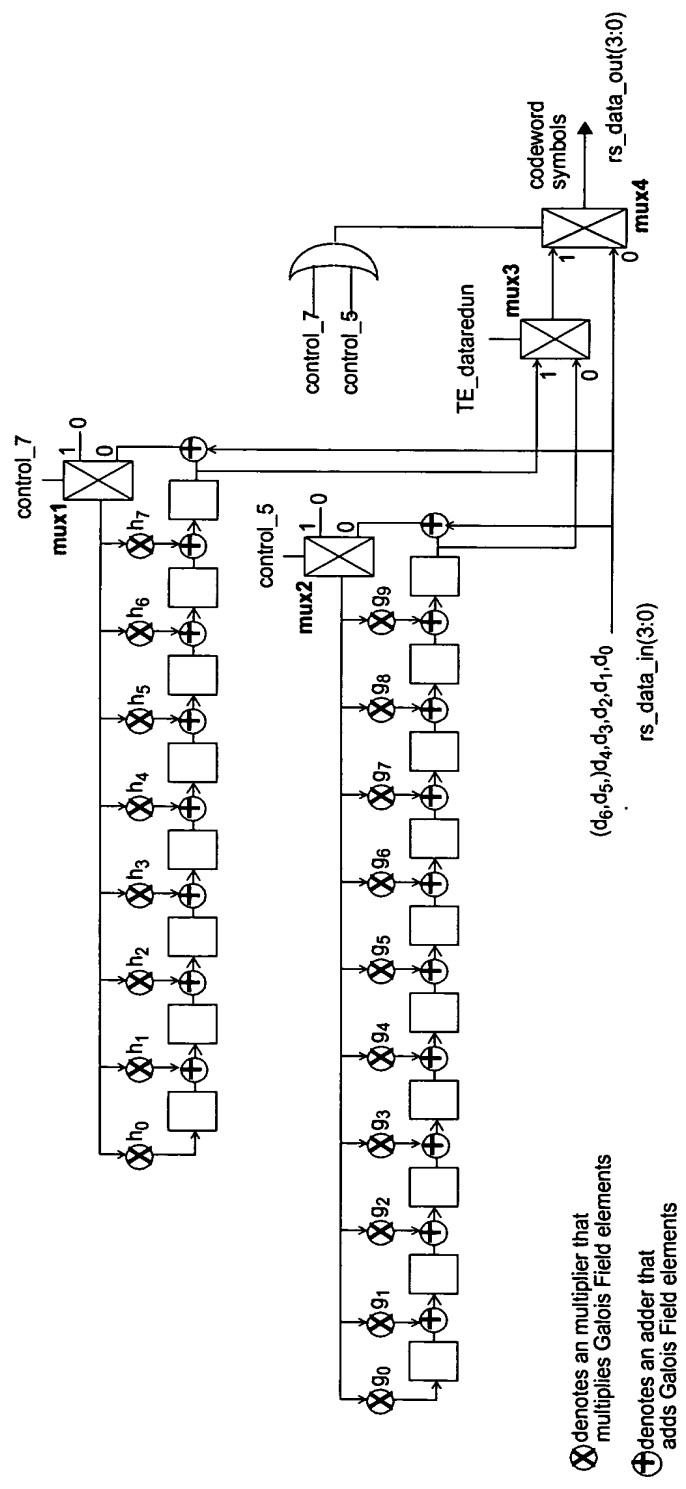 control_7
1
0
0
mux1
h0
h1
h2
h3
h4
h5
h6
h7
control_5
1
0
0
mux2
g0
g1
g2
g3
g4
g5
g6
g7
g8
g9
control_7
control_5
TE_dataredun
mux3
1
0
codeword
symbols
rs_data_out(3:0)
mux4
1
0
(d6,d5,)d4,d3,d2,d1,d0
rs_data_in(3:0)
denotes an multiplier that
multiplies Galois Field elements
denotes an adder that
adds Galois Field elements